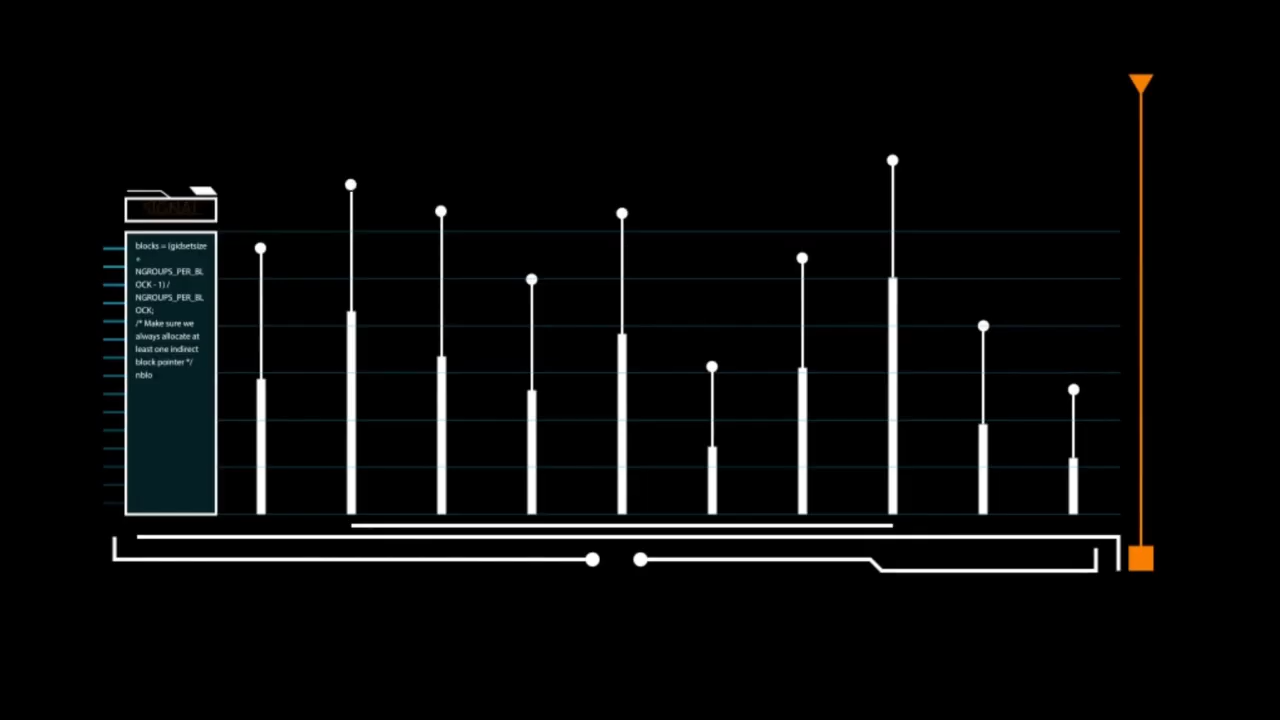 SIGNAL
blocks = (gidsetsize
+
NGROUPS_PER_BL
OCK - 1) /
NGROUPS_PER_BL
OCK;
/* Make sure we
always allocate at
least one indirect
block pointer */
nblo